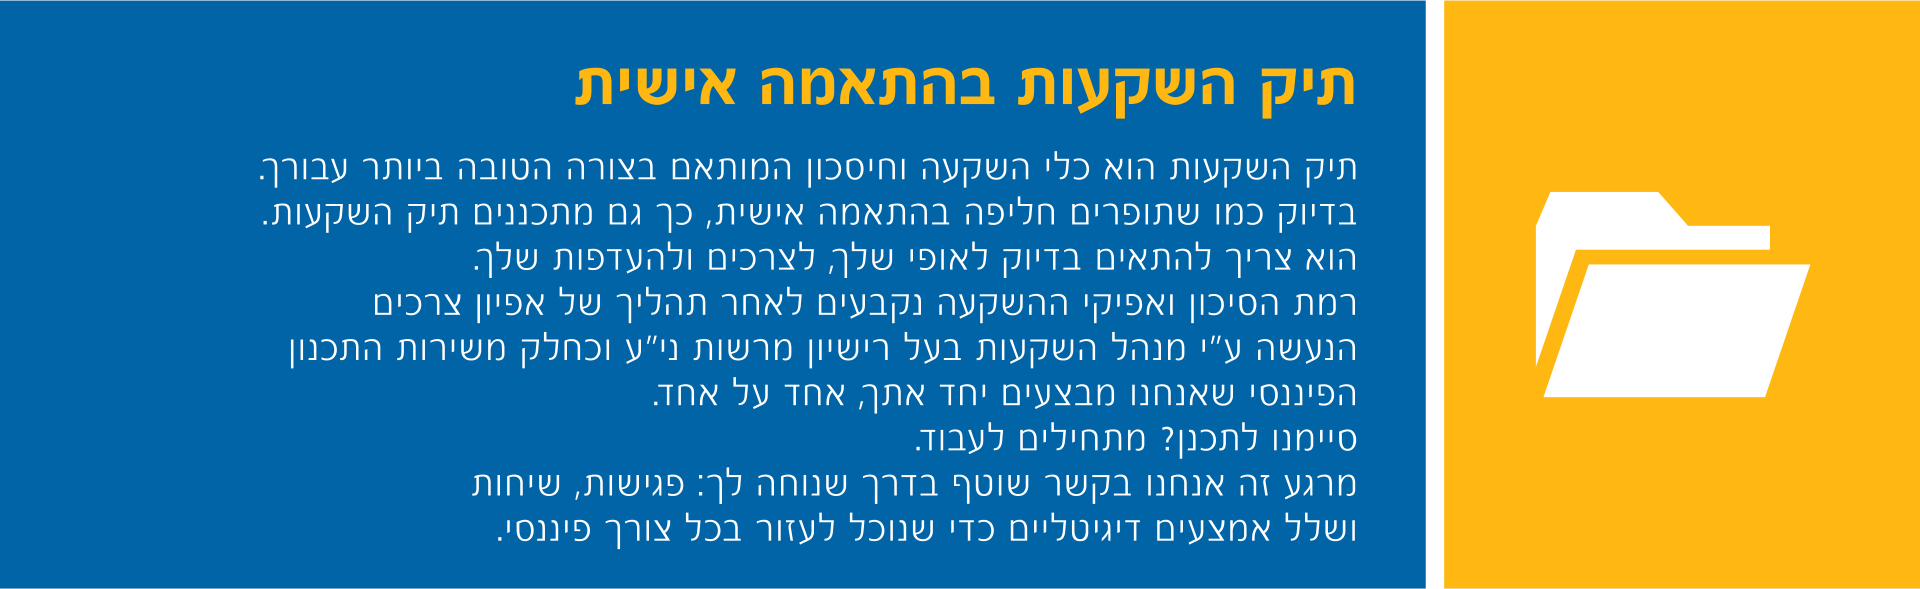 תיק השקעות בהתאמה אישית
תיק השקעות הוא כלי השקעה וחיסכון המותאם בצורה הטובה ביותר עבורך.
בדיוק כמו שתופרים חליפה בהתאמה אישית, כך גם מתכננים תיק השקעות.
הוא צריך להתאים בדיוק לאופי שלך, לצרכים ולהעדפות שלך.
רמת הסיכון ואפיקי ההשקעה נקבעים לאחר תהליך של אפיון צרכים
הנעשה ע"י מנהל השקעות בעל רישיון מרשות ני"ע וכחלק משירות התכנון
הפיננסי שאנחנו מבצעים יחד אתך, אחד על אחד.
סיימנו לתכנן? מתחילים לעבוד.
מרגע זה אנחנו בקשר שוטף בדרך שנוחה לך: פגישות, שיחות
ושלל אמצעים דיגיטליים כדי שנוכל לעזור בכל צורך פיננסי.